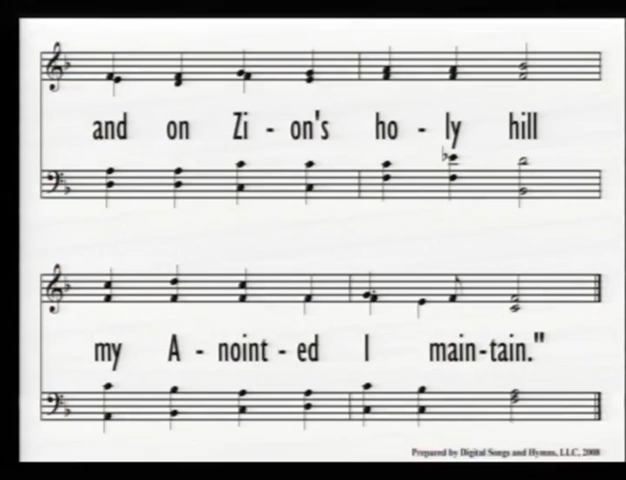 and on Zi - on's ho - ly hill
my A - noint - ed I main-tain."
Prepared by Digital Songs and Hymns, LLC, 2008